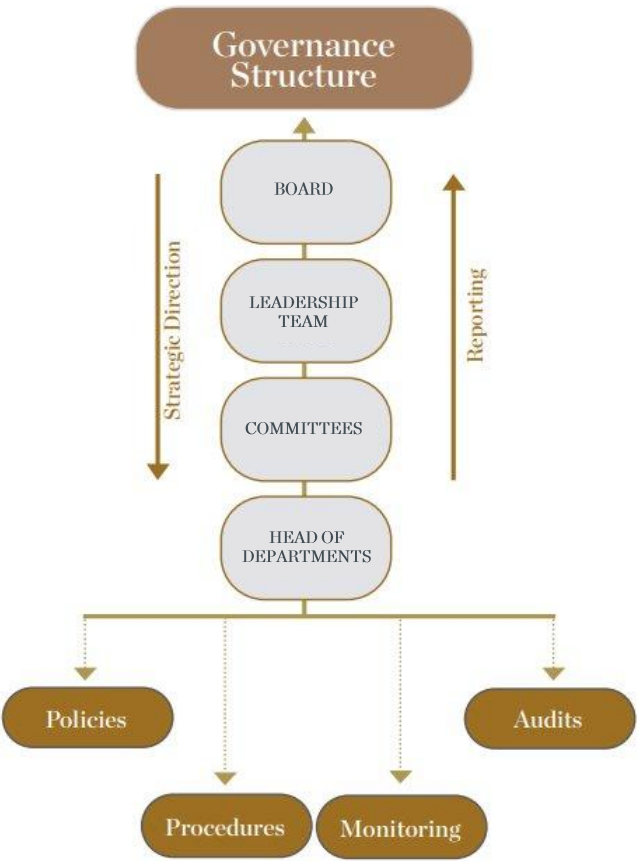 Governance
Structure
BOARD
Strategic Direction
Reporting
LEADERSHIP
TEAM
COMMITTEES
HEAD OF
DEPARTMENTS
Policies
Audits
Procedures
Monitoring